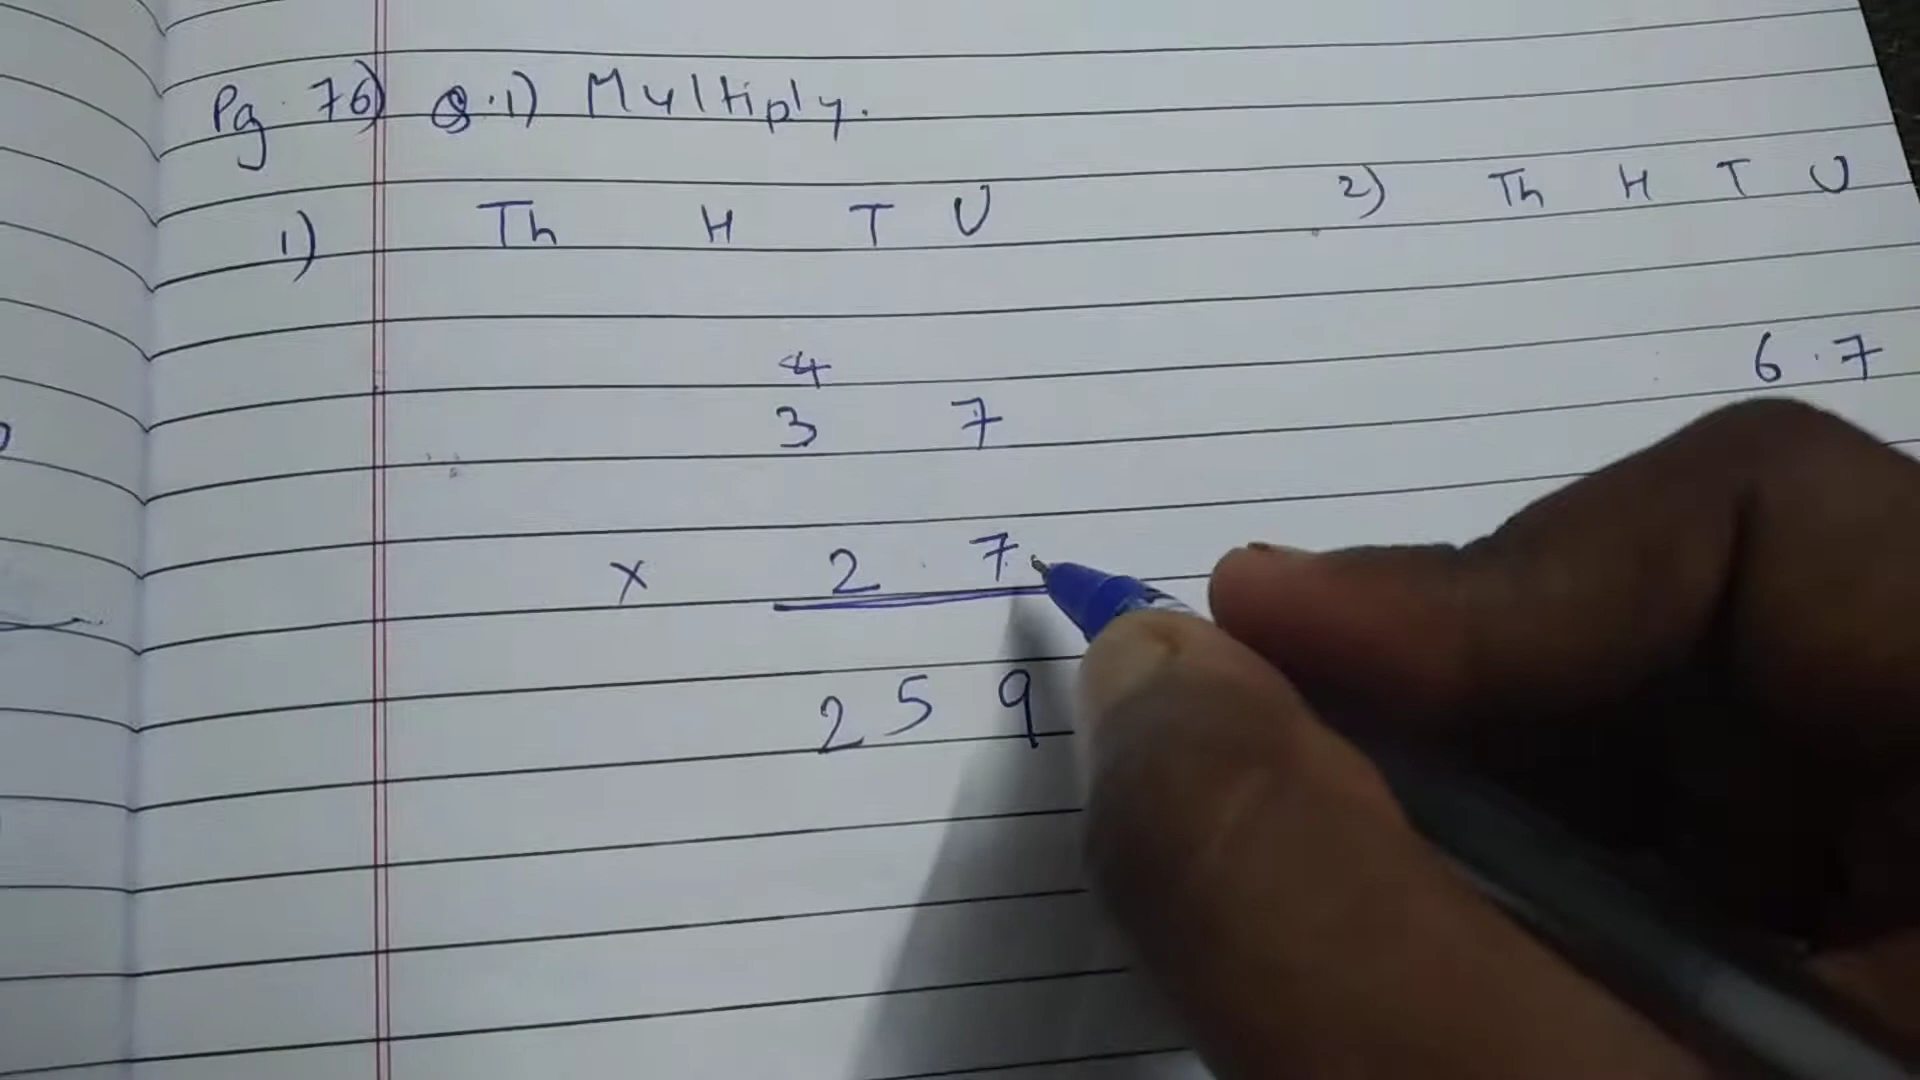 Pg. 76) Q.1) Multiply.
1) Th H T U
2) Th H T U
4
3 7
6 7
x 2 7
2 5 9